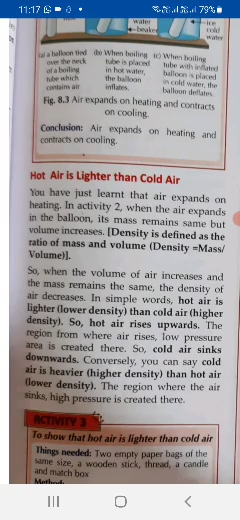 11:17
79%
water
beaker
ice
cold
water
(a) a balloon tied
over the neck
of a boiling
tube which
contains air
(b) When boiling
tube is placed
in hot water,
the balloon
inflates.
(c) When boiling
tube with inflated
balloon is placed
in cold water, the
balloon deflates.
Fig. 8.3 Air expands on heating and contracts
on cooling.
Conclusion: Air expands on heating and
contracts on cooling.
Hot Air is Lighter than Cold Air
You have just learnt that air expands on
heating. In activity 2, when the air expands
in the balloon, its mass remains same but
volume increases. [Density is defined as the
ratio of mass and volume (Density =Mass/
Volume)].
So, when the volume of air increases and
the mass remains the same, the density of
air decreases. In simple words, hot air is
lighter (lower density) than cold air (higher
density). So, hot air rises upwards. The
region from where air rises, low pressure
area is created there. So, cold air sinks
downwards. Conversely, you can say cold
air is heavier (higher density) than hot air
(lower density). The region where the air
sinks, high pressure is created there.
ACTIVITY 3
To show that hot air is lighter than cold air
Things needed: Two empty paper bags of the
same size, a wooden stick, thread, a candle
and match box